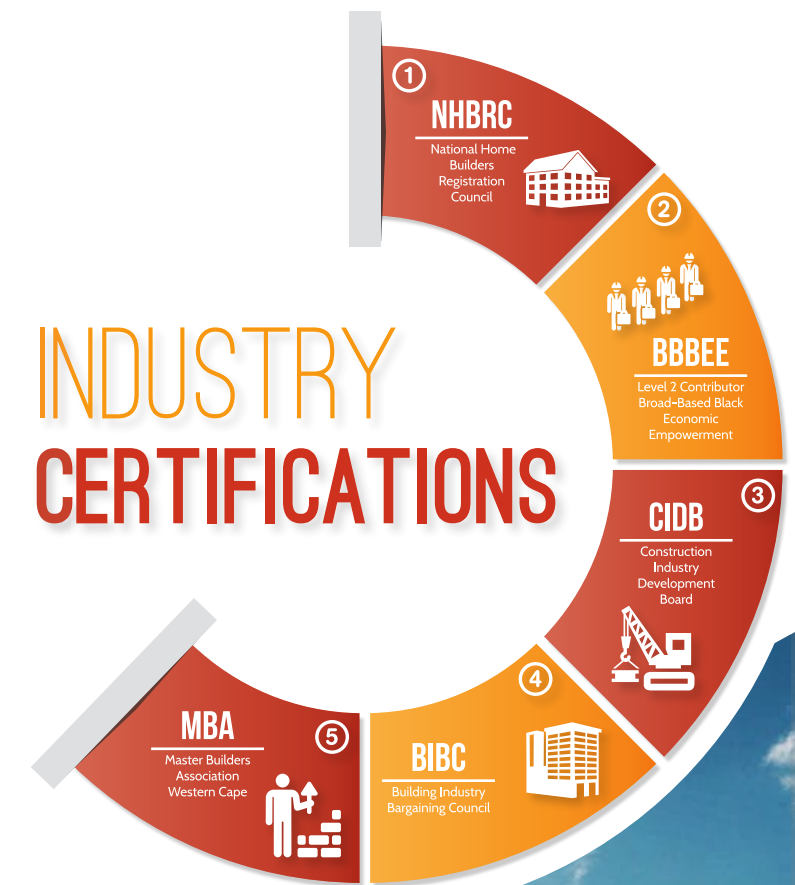 INDUSTRY
CERTIFICATIONS
1
NHBRC
National Home
Builders
Registration
Council
2
BBBEE
Level 2 Contributor
Broad-Based Black
Economic
Empowerment
3
CIDB
Construction
Industry
Development
Board
4
BIBC
Building Industry
Bargaining Council
5
MBA
Master Builders
Association
Western Cape